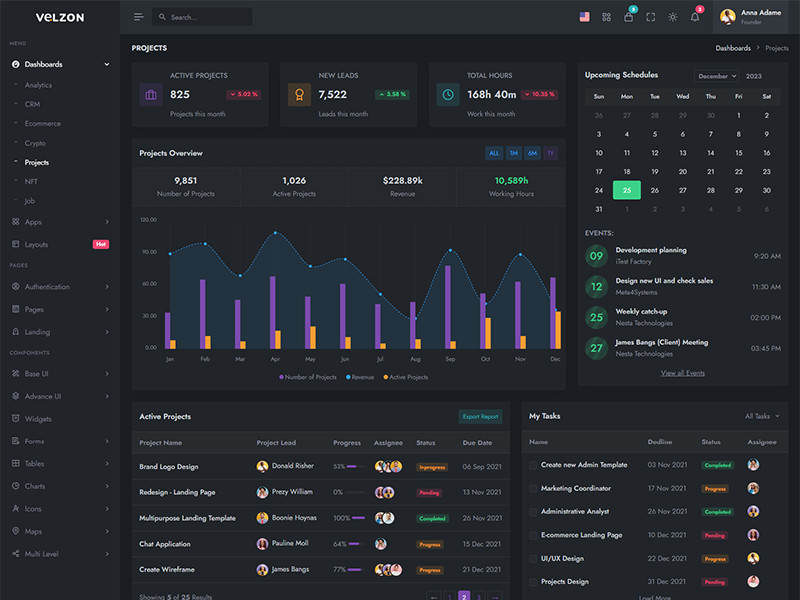 VELZON
Search...
5
3
Anna Adame
Founder
MENU
Dashboards
Analytics
CRM
Ecommerce
Crypto
Projects
NFT
Job
Apps
Layouts
Hot
PAGES
Authentication
Pages
Landing
COMPONENTS
Base UI
Advance UI
Widgets
Forms
Tables
Charts
Icons
Maps
Multi Level
PROJECTS
Dashboards > Projects
ACTIVE PROJECTS
825 5.02 %
Projects this month
NEW LEADS
7,522 3.58 %
Leads this month
TOTAL HOURS
168h 40m 10.35 %
Work this month
Projects Overview
ALL 1M 6M 1Y
9,851 1,026 $228.89k 10,589h
Number of Projects Active Projects Revenue Working Hours
120.00
90.00
60.00
30.00
0.00
Jan Feb Mar Apr May Jun Jul Aug Sep Oct Nov Dec
Number of Projects Revenue Active Projects
Upcoming Schedules
December 2023
Sun Mon Tue Wed Thu Fri Sat
26 27 28 29 30 1 2
3 4 5 6 7 8 9
10 11 12 13 14 15 16
17 18 19 20 21 22 23
24 25 26 27 28 29 30
31 1 2 3 4 5 6
EVENTS:
09 Development planning
iTest Factory 9:20 AM
12 Design new UI and check sales
Meta4Systems 11:30 AM
25 Weekly catch-up
Nesta Technologies 02:00 PM
27 James Bangs (Client) Meeting
Nesta Technologies 03:45 PM
View all Events
Active Projects
Export Report
Project Name Project Lead Progress Assignee Status Due Date
Brand Logo Design Donald Risher 53% Inprogress 06 Sep 2021
Redesign - Landing Page Prezy William 0% Pending 13 Nov 2021
Multipurpose Landing Template Boonie Hoynas 100% Completed 26 Nov 2021
Chat Application Pauline Moll 64% Progress 15 Dec 2021
Create Wireframe James Bangs 77% Progress 21 Dec 2021
Showing 5 of 25 Results
← 1 2 3 →
My Tasks
All Tasks
Name Dedline Status Assignee
Create new Admin Template 03 Nov 2021 Completed
Marketing Coordinator 17 Nov 2021 Progress
Administrative Analyst 26 Nov 2021 Completed
E-commerce Landing Page 10 Dec 2021 Pending
UI/UX Design 22 Dec 2021 Progress
Projects Design 31 Dec 2021 Pending
Load More